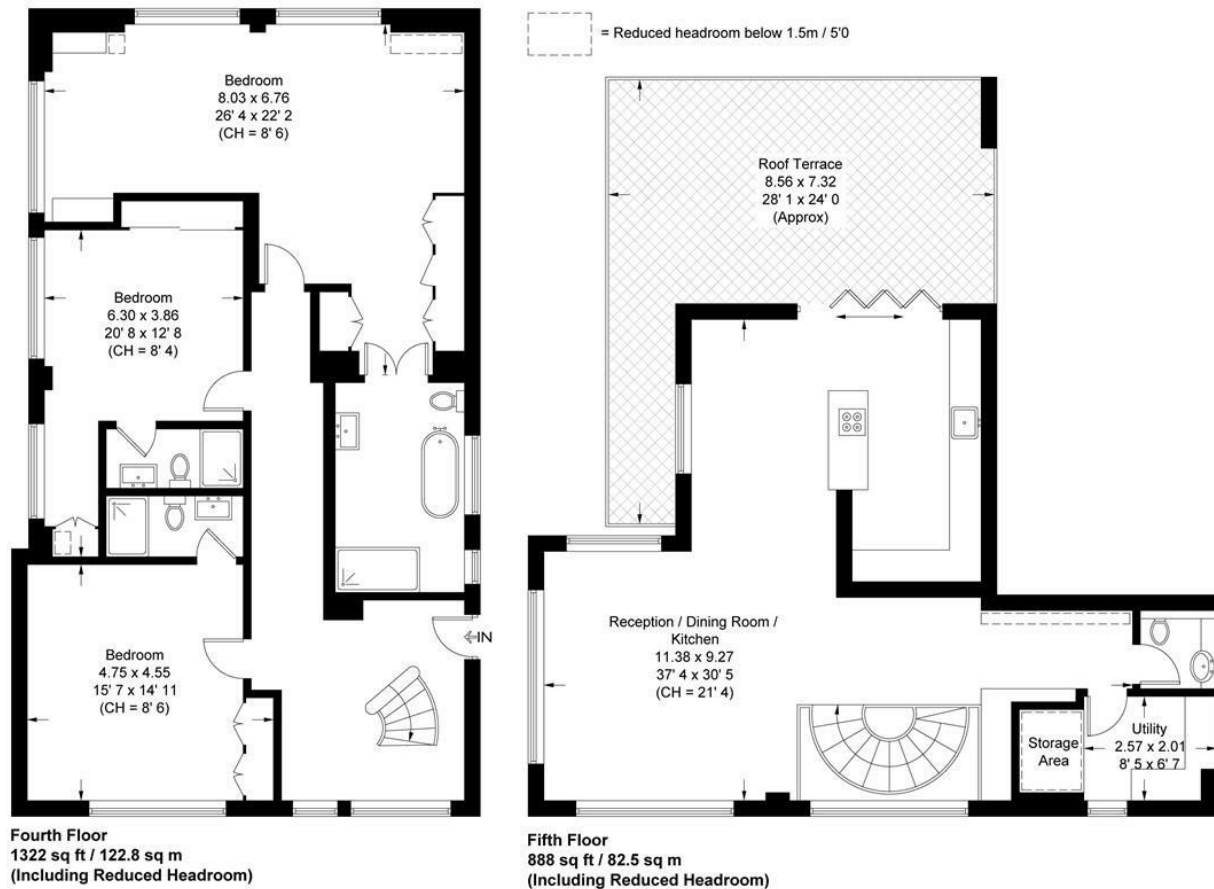 = Reduced headroom below 1.5m / 5'0
Bedroom
8.03 x 6.76
26' 4 x 22' 2
(CH = 8' 6)
Bedroom
6.30 x 3.86
20' 8 x 12' 8
(CH = 8' 4)
Bedroom
4.75 x 4.55
15' 7 x 14' 11
(CH = 8' 6)
IN
Fourth Floor
1322 sq ft / 122.8 sq m
(Including Reduced Headroom)
Roof Terrace
8.56 x 7.32
28' 1 x 24' 0
(Approx)
Reception / Dining Room /
Kitchen
11.38 x 9.27
37' 4 x 30' 5
(CH = 21' 4)
Storage
Area
Utility
2.57 x 2.01
8' 5 x 6' 7
Fifth Floor
888 sq ft / 82.5 sq m
(Including Reduced Headroom)